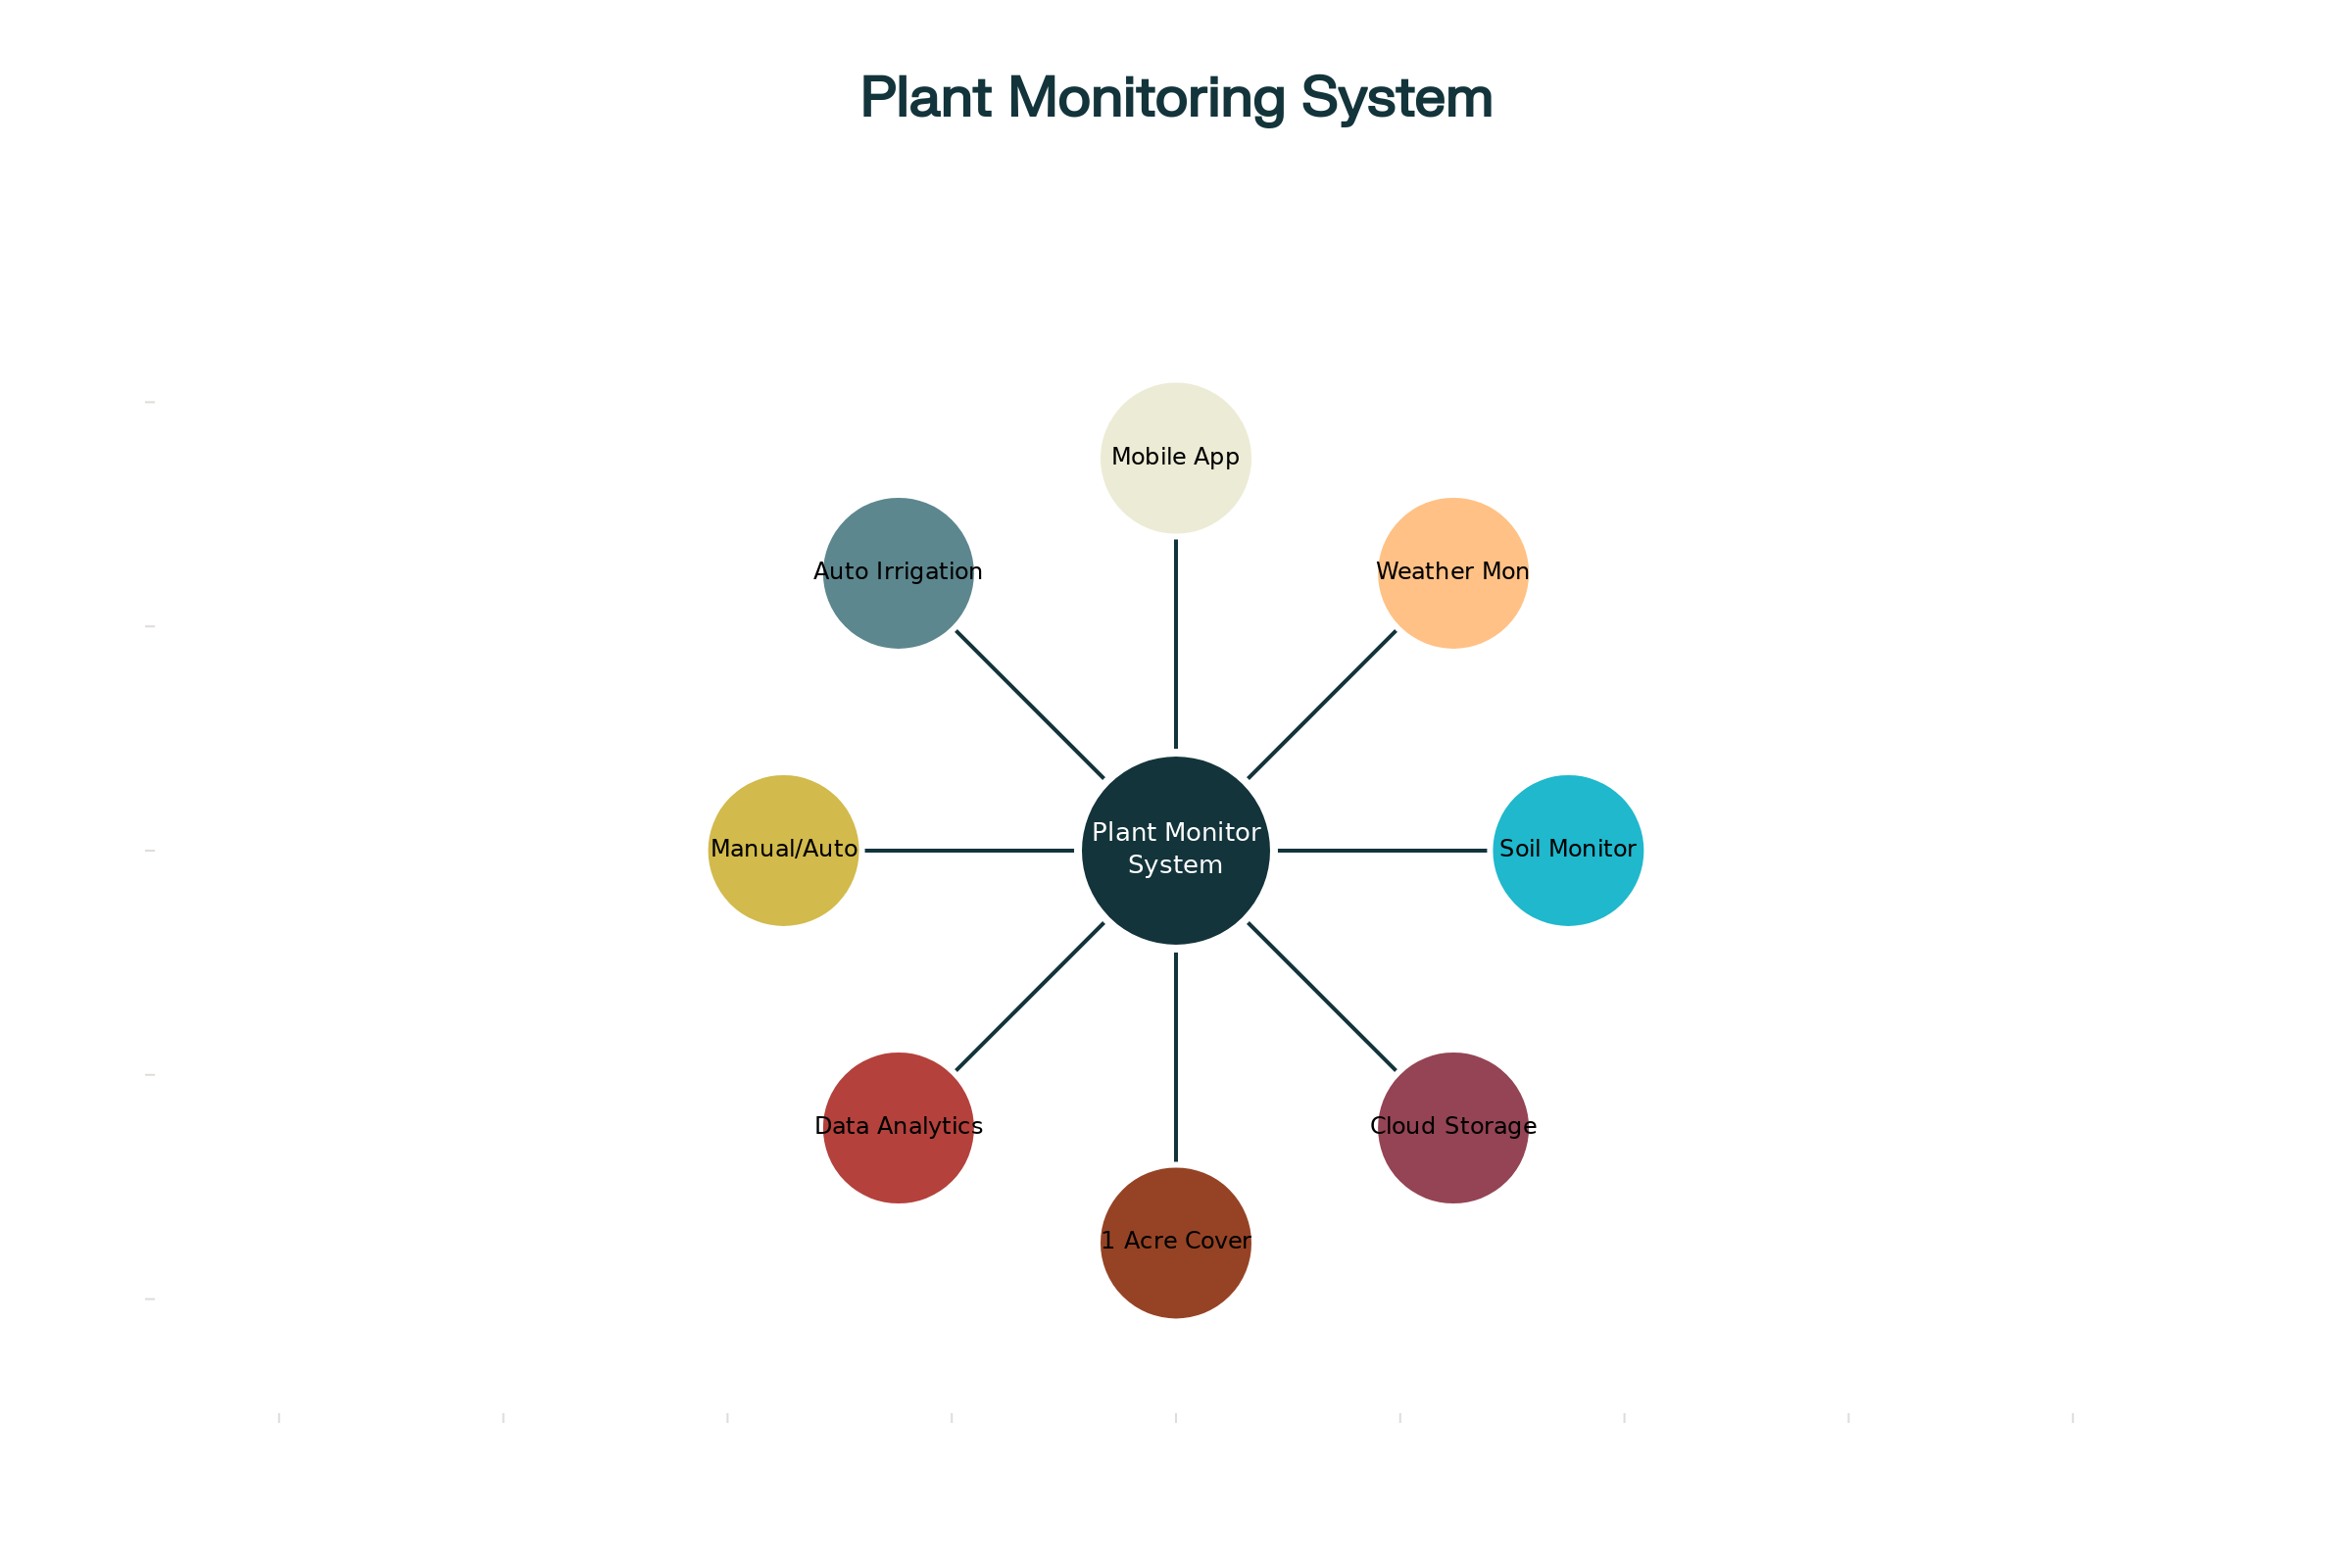 Plant Monitoring System
Mobile App
Auto Irrigation
Weather Mon
Plant Monitor
System
Manual/Auto
Soil Monitor
Data Analytics
Cloud Storage
1 Acre Cover